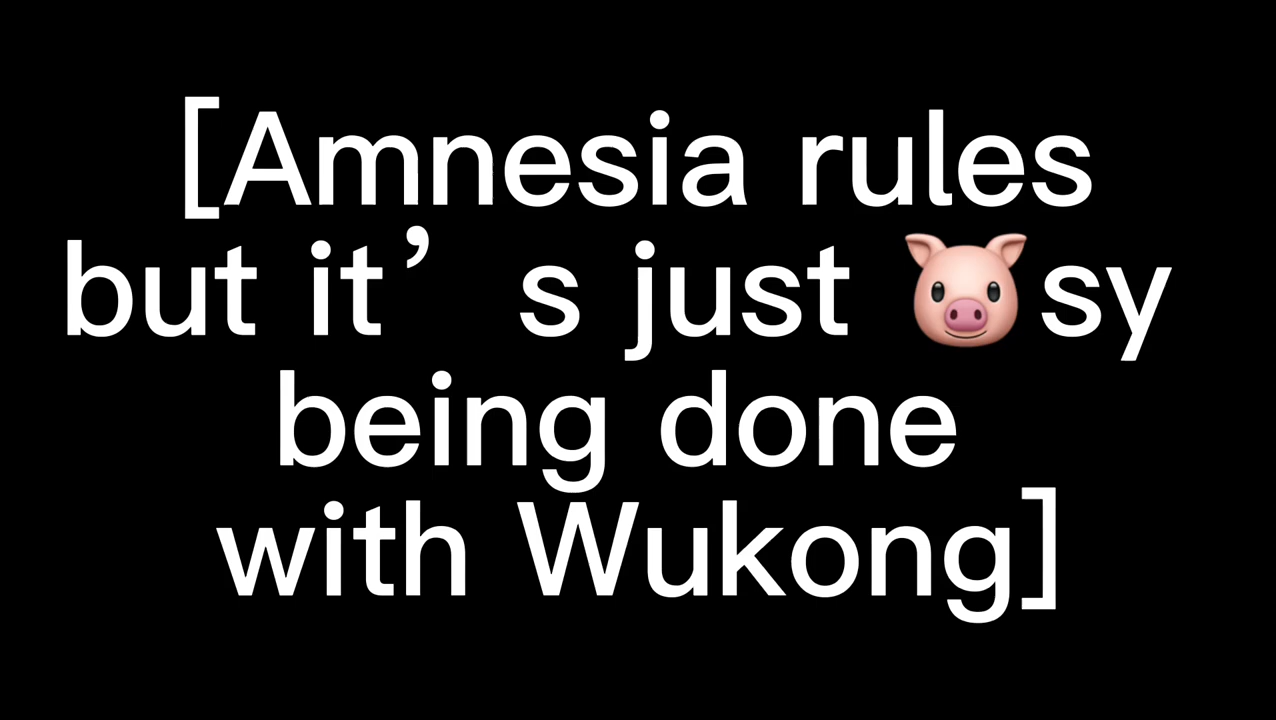 [Amnesia rules
but it’s just 🐷sy
being done
with Wukong]